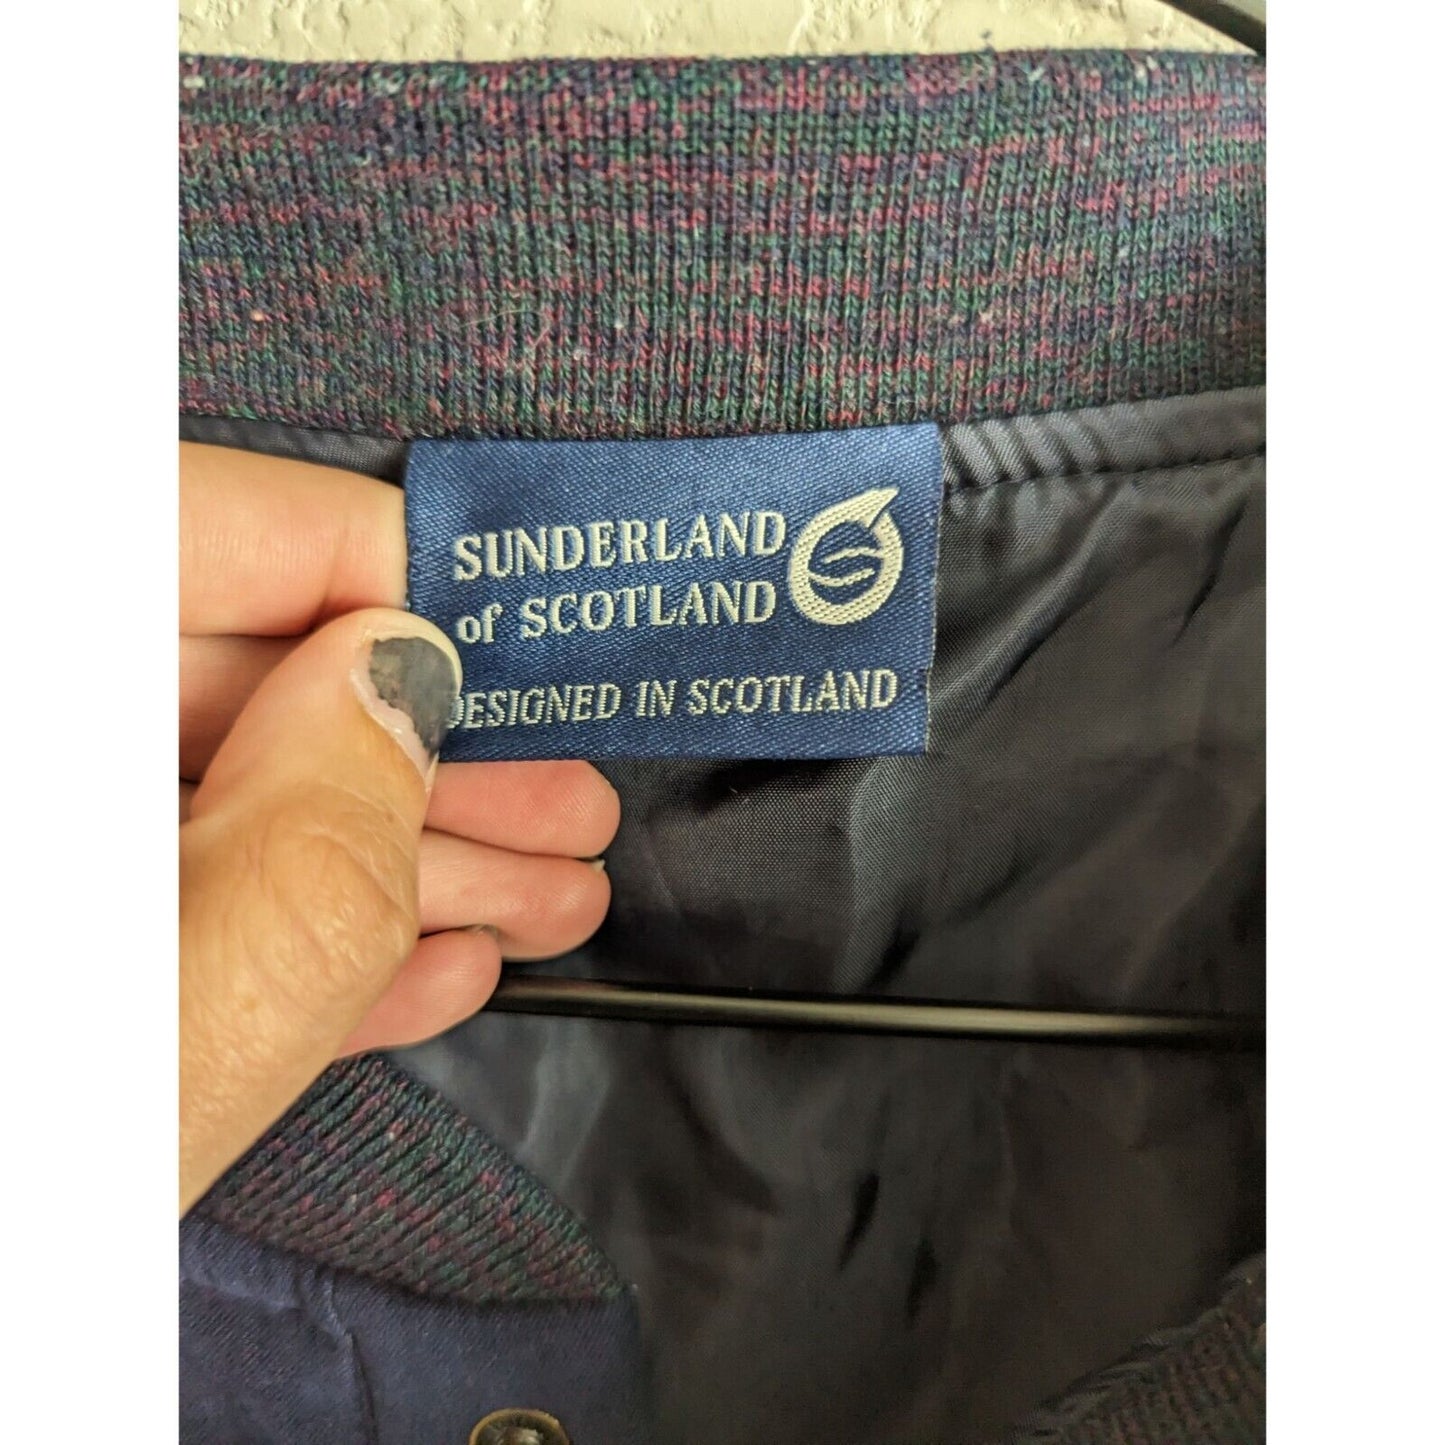 SUNDERLAND
of SCOTLAND
DESIGNED IN SCOTLAND